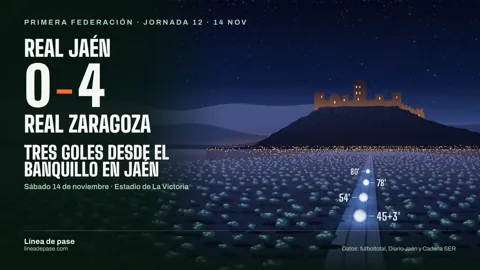 PRIMERA FEDERACIÓN · JORNADA 12 · 14 NOV
REAL JAÉN
0-4
REAL ZARAGOZA
TRES GOLES DESDE EL
BANQUILLO EN JAÉN
Sábado 14 de noviembre · Estadio de La Victoria
80'
78'
54'
45+3'
Línea de pase
lineadepase.com
Datos: futboltotal, Diario Jaén y Cadena SER